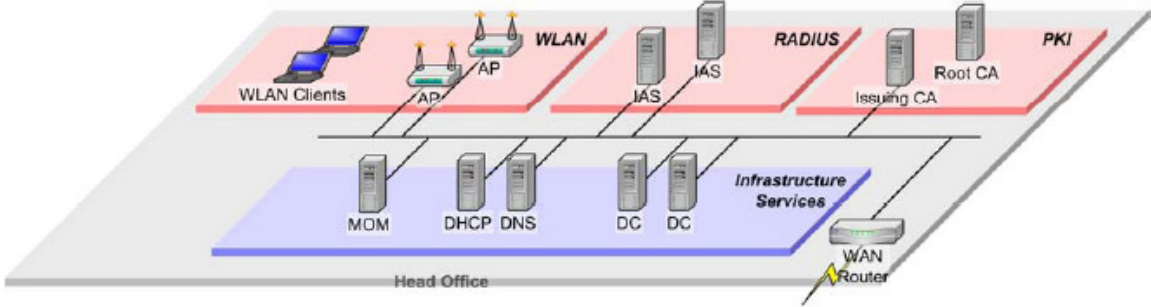 WLAN
RADIUS
PKI
AP
IAS
Root CA
WLAN Clients
AP
IAS
Issuing CA
Infrastructure
Services
MOM
DHCP
DNS
DC
DC
WAN
Router
Head Office